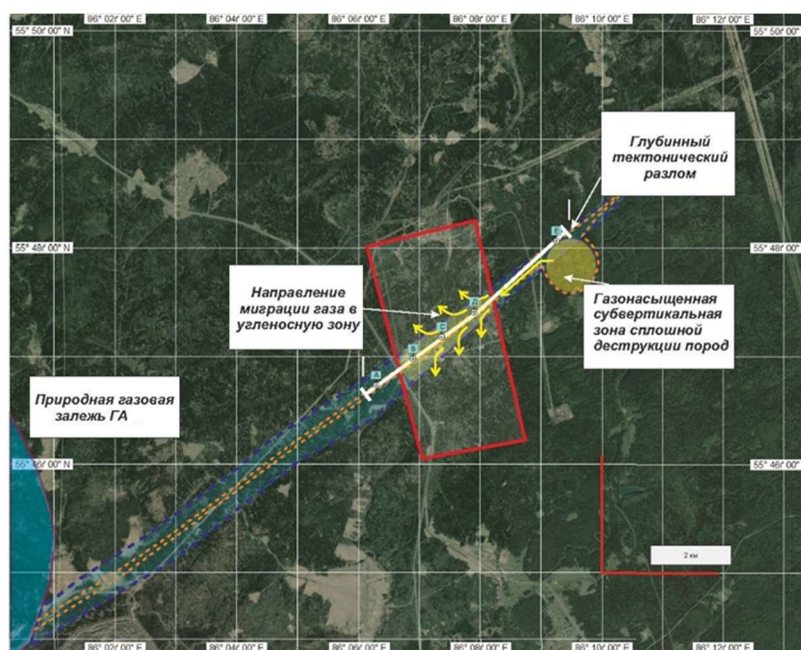 86° 02' 00" E 86° 04' 00" E 86° 06' 00" E 86° 08' 00" E 86° 10' 00" E 86° 12' 00" E
55° 50' 00" N 55° 50' 00"
Глубинный
тектонический
разлом
55° 48' 00" N 55° 48' 00"
E
Направление
миграции газа в
угленосную зону
Газонасыщенная
субвертикальная
зона сплошной
деструкции пород
Д
C
A
Природная газовая
залежь ГА
55° 46' 00" N 55° 46' 00"
2 км
86° 02' 00" E 86° 04' 00" E 86° 06' 00" E 86° 08' 00" E 86° 10' 00" E 86° 12' 00" E